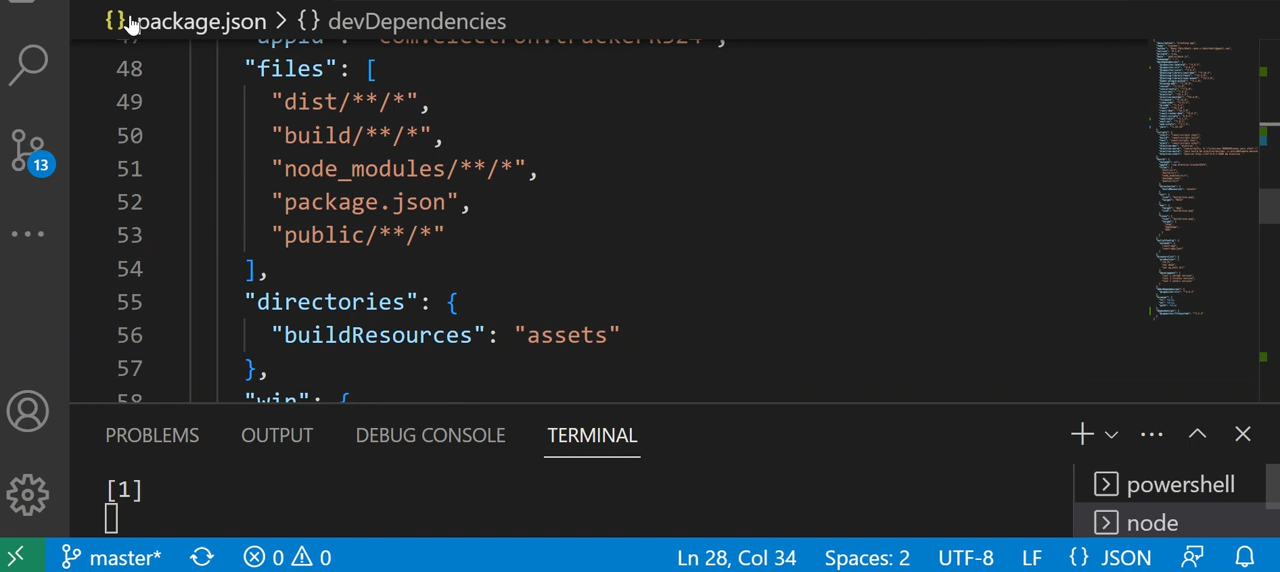 package.json > {} devDependencies
48 "files": [
49 "dist/**/*",
50 "build/**/*",
51 "node_modules/**/*",
52 "package.json",
53 "public/**/*"
54 ],
55 "directories": {
56 "buildResources": "assets"
57 },
58 "win": {
13
PROBLEMS OUTPUT DEBUG CONSOLE TERMINAL
[1]
powershell
node
master* 0 0 Ln 28, Col 34 Spaces: 2 UTF-8 LF {} JSON